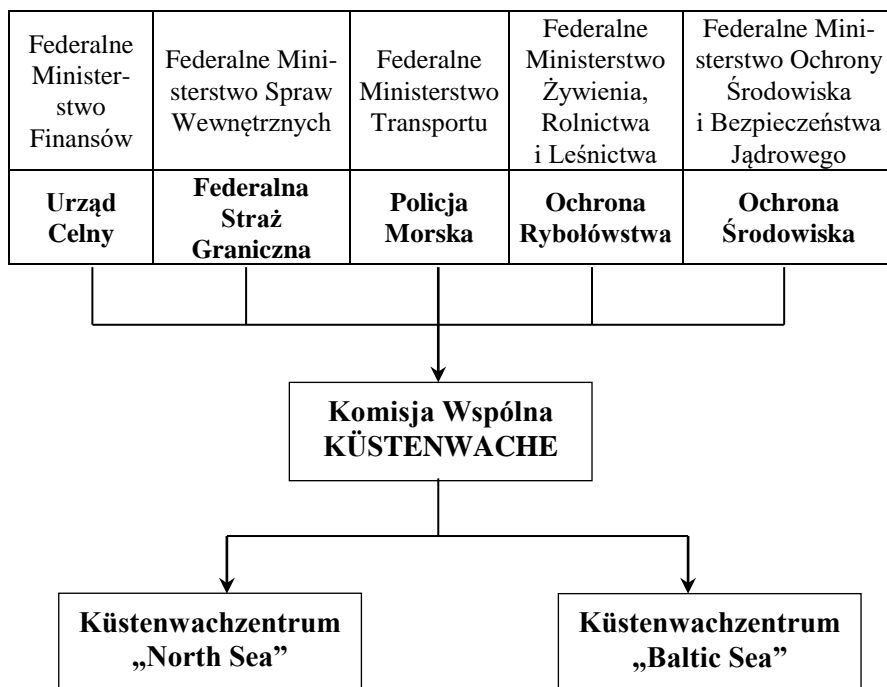 Federalne
Minister-
stwo
Finansów
Federalne Mini-
sterstwo Spraw
Wewnętrznych
Federalne
Ministerstwo
Transportu
Federalne
Ministerstwo
Żywienia,
Rolnictwa
i Leśnictwa
Federalne Mini-
sterstwo Ochrony
Środowiska
i Bezpieczeństwa
Jądrowego
Urząd
Celny
Federalna
Straż
Graniczna
Policja
Morska
Ochrona
Rybołówstwa
Ochrona
Środowiska
Komisja Wspólna
KÜSTENWACHE
Küstenwachzentrum
„North Sea”
Küstenwachzentrum
„Baltic Sea”